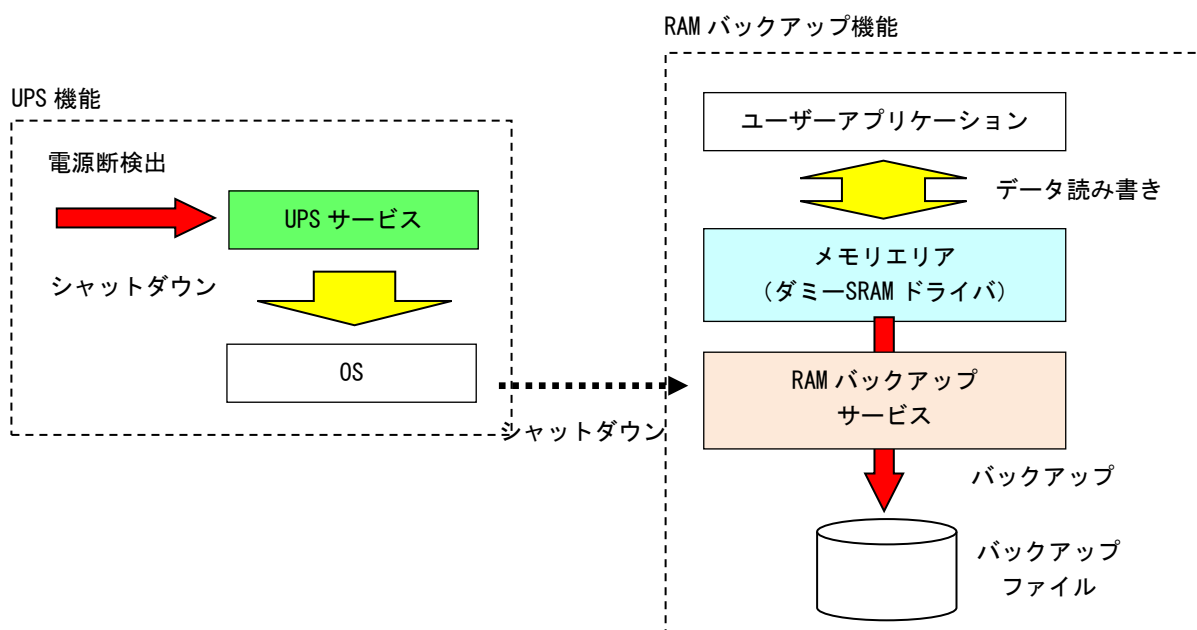 RAM バックアップ機能
UPS 機能
電源断検出
UPS サービス
シャットダウン
OS
シャットダウン
ユーザーアプリケーション
データ読み書き
メモリエリア
（ダミーSRAM ドライバ）
RAM バックアップ
サービス
バックアップ
バックアップ
ファイル